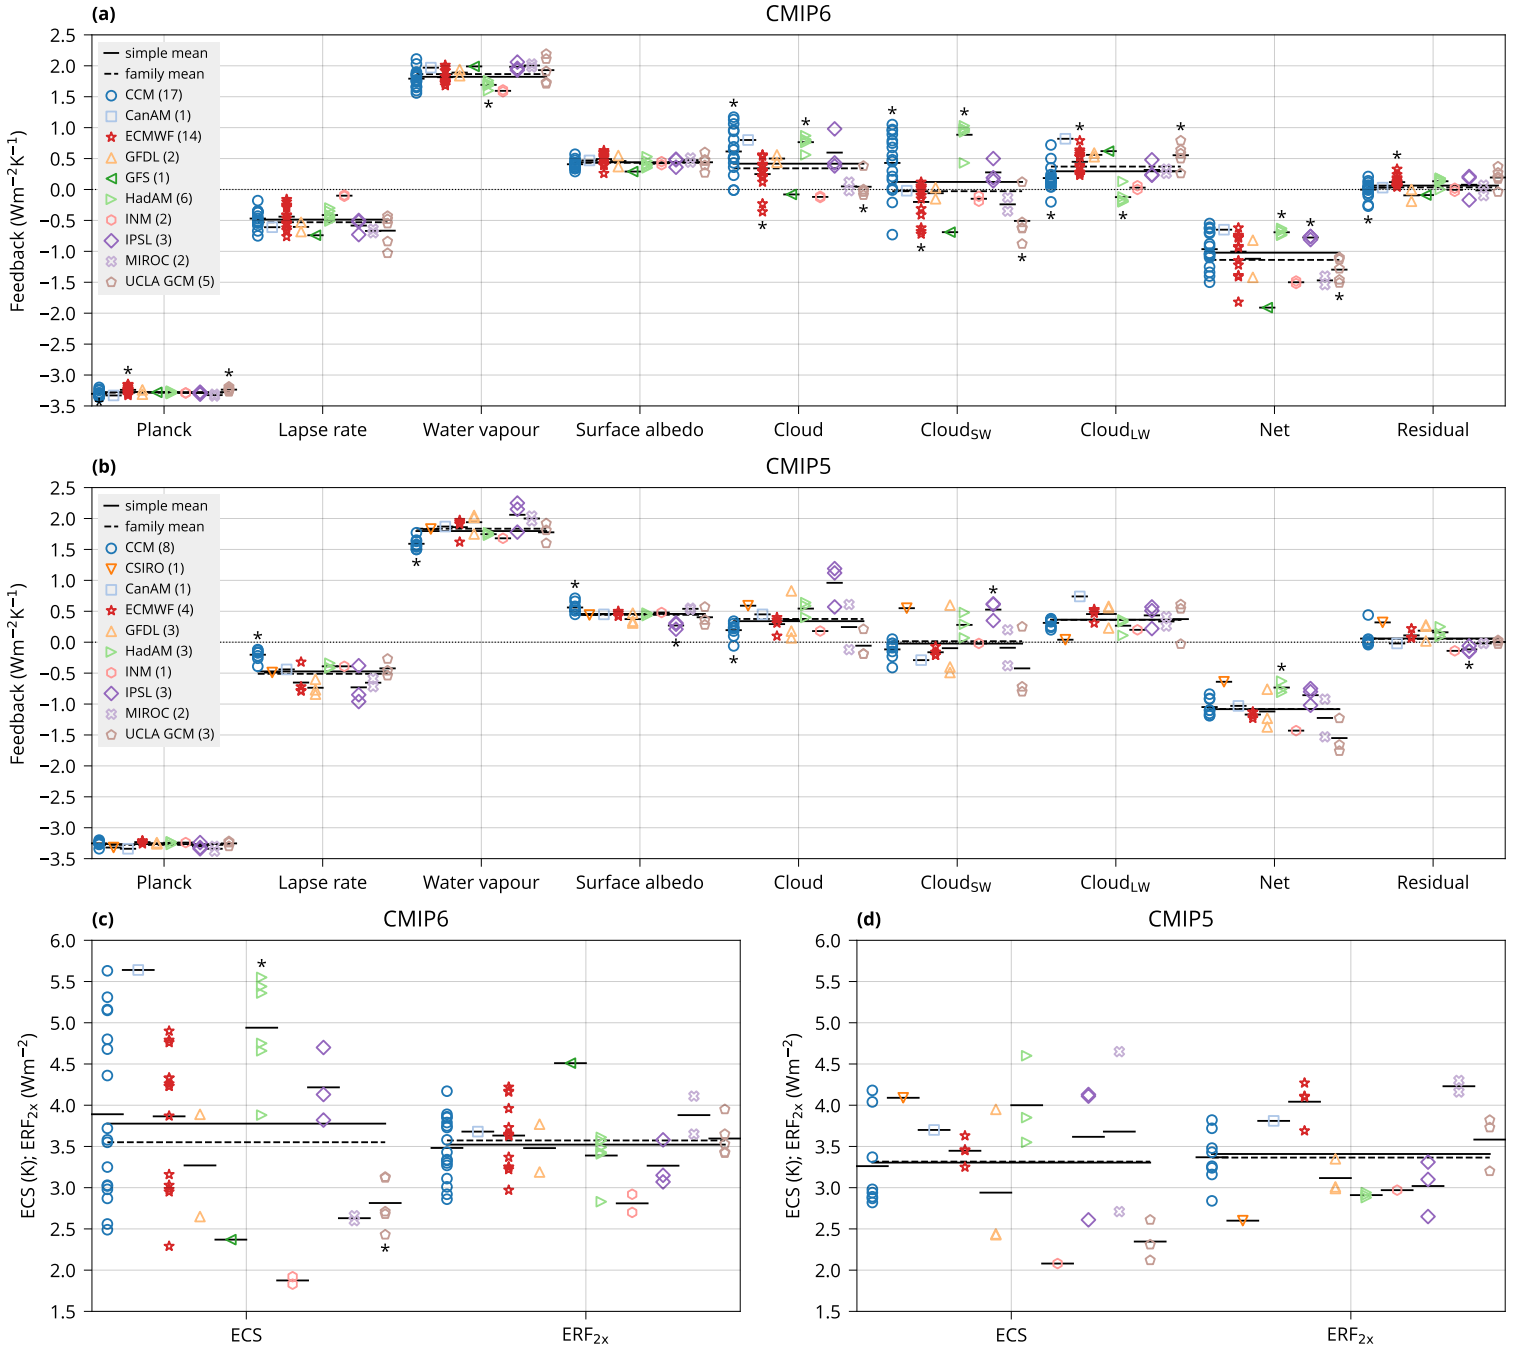 (a) CMIP6
2.5
2.0
1.5
1.0
0.5
0.0
−0.5
−1.0
−1.5
−2.0
−2.5
−3.0
−3.5
Feedback (Wm−2K−1)
simple mean
family mean
CCM (17)
CanAM (1)
ECMWF (14)
GFDL (2)
GFS (1)
HadAM (6)
INM (2)
IPSL (3)
MIROC (2)
UCLA GCM (5)
Planck Lapse rate Water vapour Surface albedo Cloud CloudSW CloudLW Net Residual
(b) CMIP5
2.5
2.0
1.5
1.0
0.5
0.0
−0.5
−1.0
−1.5
−2.0
−2.5
−3.0
−3.5
Feedback (Wm−2K−1)
simple mean
family mean
CCM (8)
CSIRO (1)
CanAM (1)
ECMWF (4)
GFDL (3)
HadAM (3)
INM (1)
IPSL (3)
MIROC (2)
UCLA GCM (3)
Planck Lapse rate Water vapour Surface albedo Cloud CloudSW CloudLW Net Residual
(c) CMIP6
6.0
5.5
5.0
4.5
4.0
3.5
3.0
2.5
2.0
1.5
ECS (K); ERF2x (Wm−2)
ECS ERF2x
(d) CMIP5
6.0
5.5
5.0
4.5
4.0
3.5
3.0
2.5
2.0
1.5
ECS (K); ERF2x (Wm−2)
ECS ERF2x